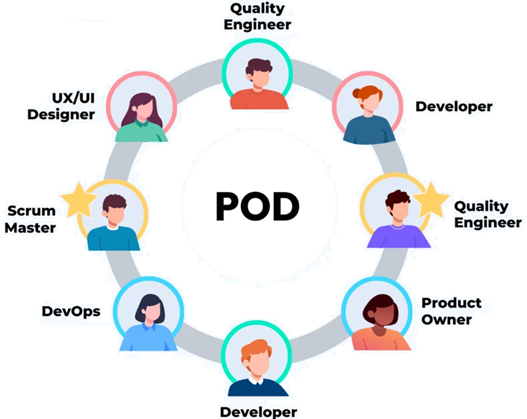 Quality
Engineer
UX/UI
Designer
Developer
POD
Scrum
Master
Quality
Engineer
DevOps
Product
Owner
Developer